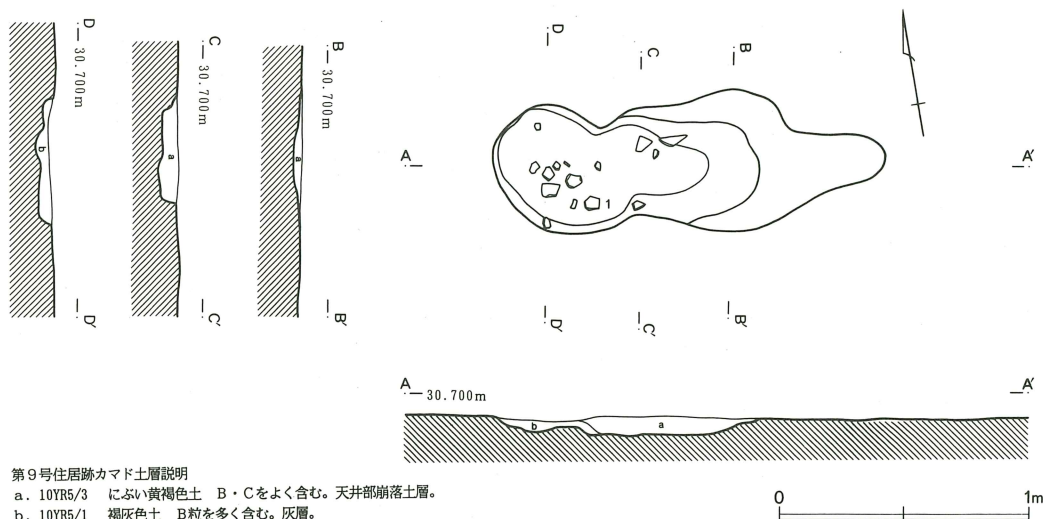 D
30.700m
b
D′
C
30.700m
a
C′
B
30.700m
a
B′
D
C
B
A
A′
1
D′
C′
B′
A
30.700m
A′
b
a
第9号住居跡カマド土層説明
a. 10YR5/3 にぶい黄褐色土 B・Cをよく含む。天井部崩落土層。
b. 10YR5/1 褐灰色土 B粒を多く含む。灰層。
0 1m